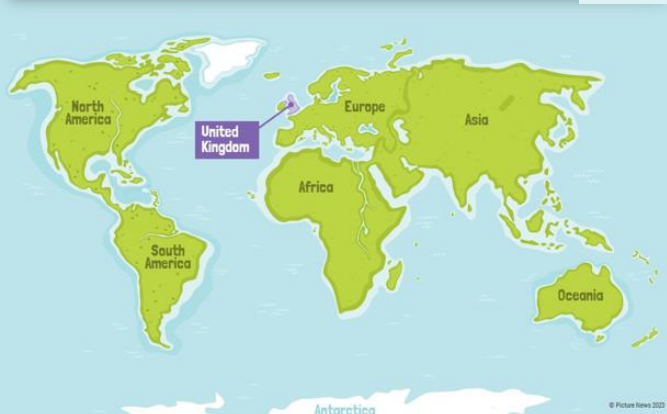 North
America
United
Kingdom
Europe
Asia
Africa
South
America
Oceania
Antarctica
© Picture News 2023